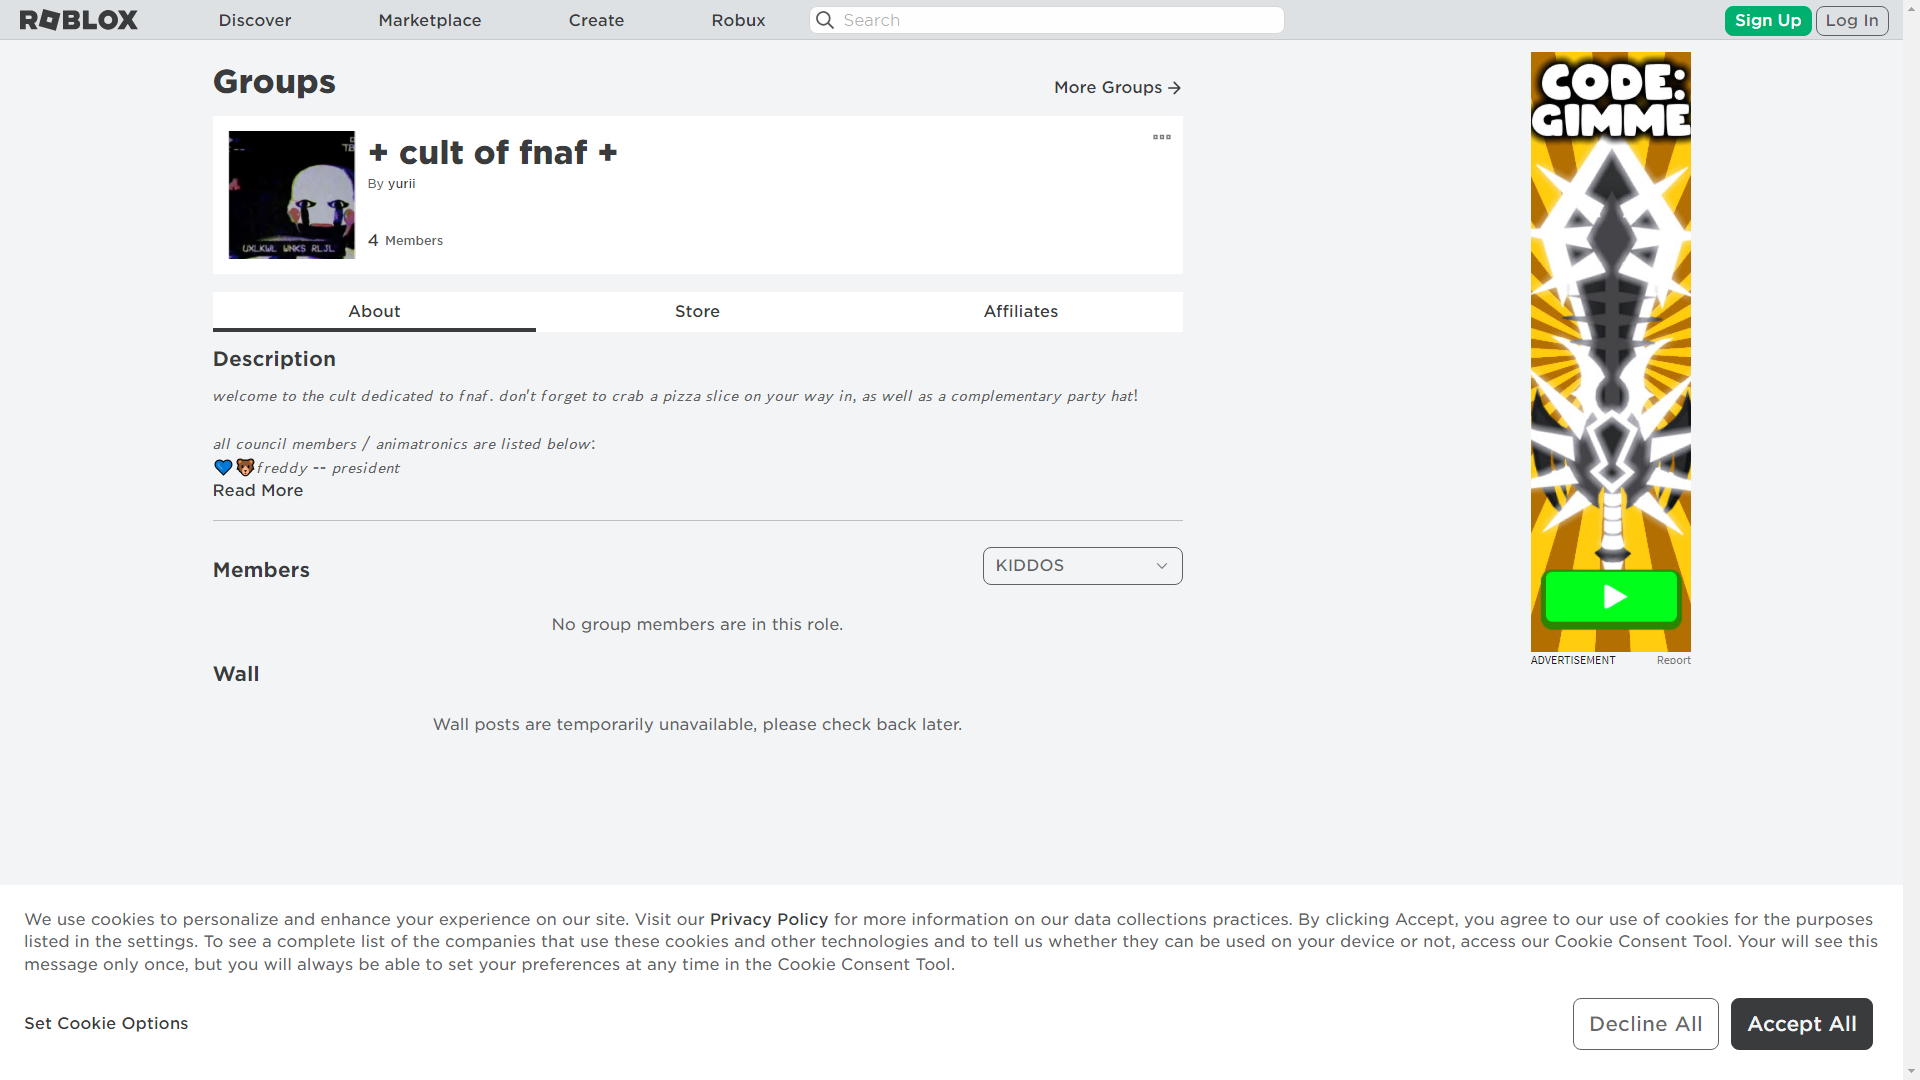 ROBLOX
Discover
Marketplace
Create
Robux
Search
Sign Up
Log In
Groups
More Groups
+ cult of fnaf +
By yurii
4 Members
UXLKWL WNKS RLJL
About
Store
Affiliates
Description
welcome to the cult dedicated to fnaf. don't forget to crab a pizza slice on your way in, as well as a complementary party hat!
all council members / animatronics are listed below:
💙🐻freddy -- president
Read More
Members
KIDDOS
No group members are in this role.
Wall
Wall posts are temporarily unavailable, please check back later.
CODE:
GIMME
ADVERTISEMENT
Report
We use cookies to personalize and enhance your experience on our site. Visit our Privacy Policy for more information on our data collections practices. By clicking Accept, you agree to our use of cookies for the purposes
listed in the settings. To see a complete list of the companies that use these cookies and other technologies and to tell us whether they can be used on your device or not, access our Cookie Consent Tool. Your will see this
message only once, but you will always be able to set your preferences at any time in the Cookie Consent Tool.
Set Cookie Options
Decline All
Accept All